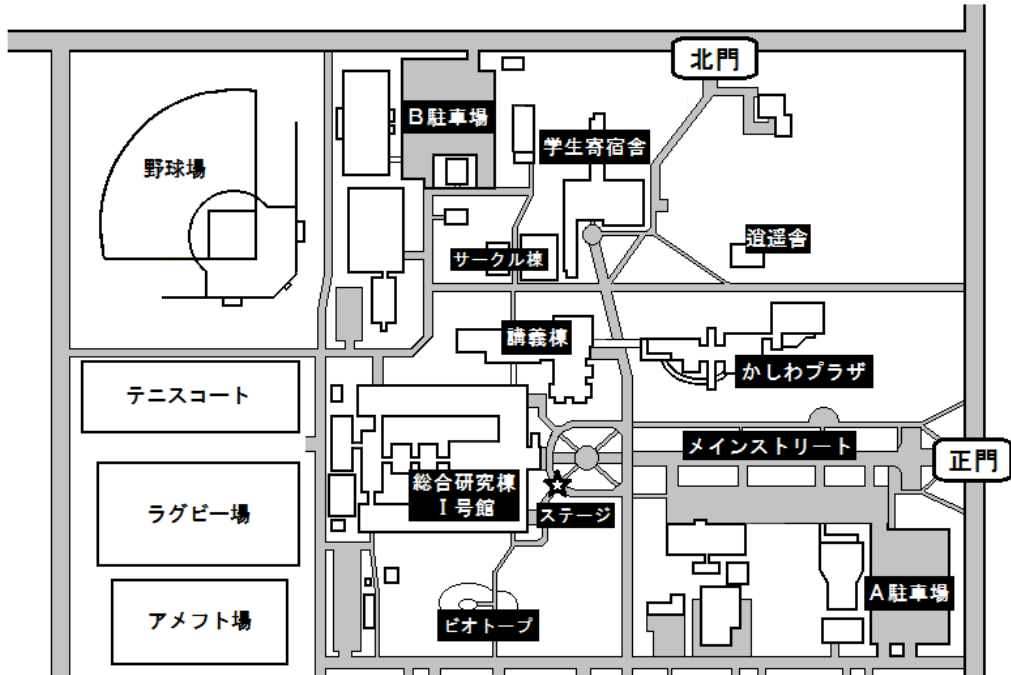 北門
B駐車場
学生寄宿舎
野球場
逍遥舎
サークル棟
講義棟
かしわプラザ
テニスコート
メインストリート
正門
総合研究棟
Ⅰ号館
ステージ
ラグビー場
A駐車場
アメフト場
ビオトープ